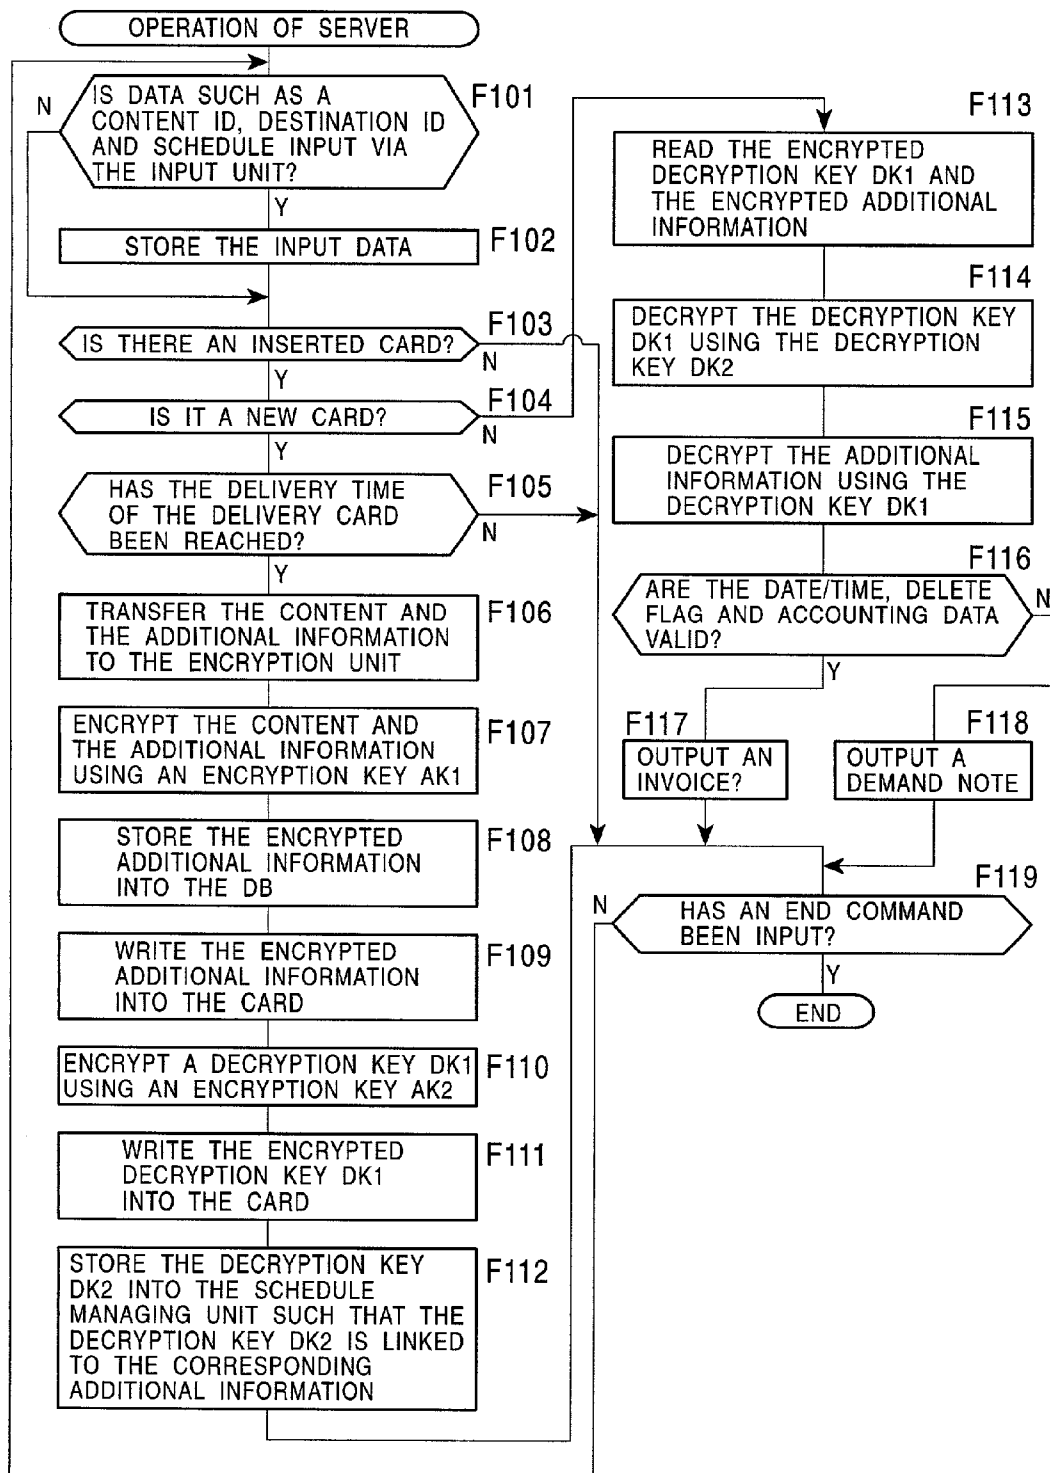 OPERATION OF SERVER
IS DATA SUCH AS A
CONTENT ID, DESTINATION ID
AND SCHEDULE INPUT VIA
THE INPUT UNIT?
F101
N
Y
STORE THE INPUT DATA
F102
IS THERE AN INSERTED CARD?
F103
N
Y
IS IT A NEW CARD?
F104
N
Y
HAS THE DELIVERY TIME
OF THE DELIVERY CARD
BEEN REACHED?
F105
N
Y
TRANSFER THE CONTENT AND
THE ADDITIONAL INFORMATION
TO THE ENCRYPTION UNIT
F106
ENCRYPT THE CONTENT AND
THE ADDITIONAL INFORMATION
USING AN ENCRYPTION KEY AK1
F107
STORE THE ENCRYPTED
ADDITIONAL INFORMATION
INTO THE DB
F108
WRITE THE ENCRYPTED
ADDITIONAL INFORMATION
INTO THE CARD
F109
ENCRYPT A DECRYPTION KEY DK1
USING AN ENCRYPTION KEY AK2
F110
WRITE THE ENCRYPTED
DECRYPTION KEY DK1
INTO THE CARD
F111
STORE THE DECRYPTION KEY
DK2 INTO THE SCHEDULE
MANAGING UNIT SUCH THAT THE
DECRYPTION KEY DK2 IS LINKED
TO THE CORRESPONDING
ADDITIONAL INFORMATION
F112
F113
READ THE ENCRYPTED
DECRYPTION KEY DK1 AND
THE ENCRYPTED ADDITIONAL
INFORMATION
F114
DECRYPT THE DECRYPTION KEY
DK1 USING THE DECRYPTION
KEY DK2
F115
DECRYPT THE ADDITIONAL
INFORMATION USING THE
DECRYPTION KEY DK1
F116
ARE THE DATE/TIME, DELETE
FLAG AND ACCOUNTING DATA
VALID?
N
Y
F117
OUTPUT AN
INVOICE?
F118
OUTPUT A
DEMAND NOTE
F119
HAS AN END COMMAND
BEEN INPUT?
N
Y
END